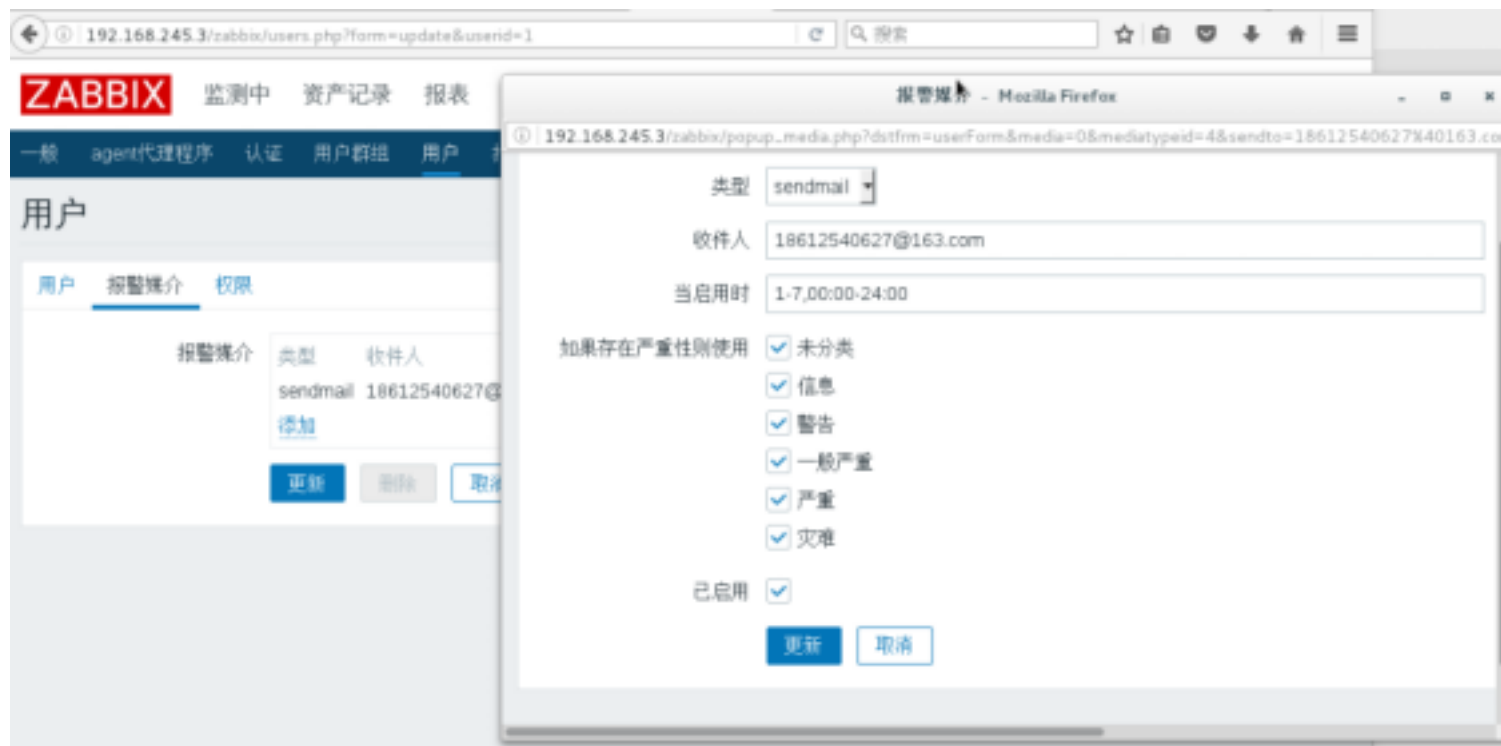 192.168.245.3/zabbix/users.php?form=update&userid=1
搜索
ZABBIX 监测中 资产记录 报表
一般 agent代理程序 认证 用户群组 用户
用户
用户 报警媒介 权限
报警媒介 类型 收件人
sendmail 18612540627@
添加
更新 删除 取消
报警媒介 - Mozilla Firefox
192.168.245.3/zabbix/popup_media.php?dstfrm=userForm&media=0&mediatypeid=4&sendto=18612540627%40163.co
类型 sendmail
收件人 18612540627@163.com
当启用时 1-7,00:00-24:00
如果存在严重性则使用 未分类
信息
警告
一般严重
严重
灾难
已启用
更新 取消